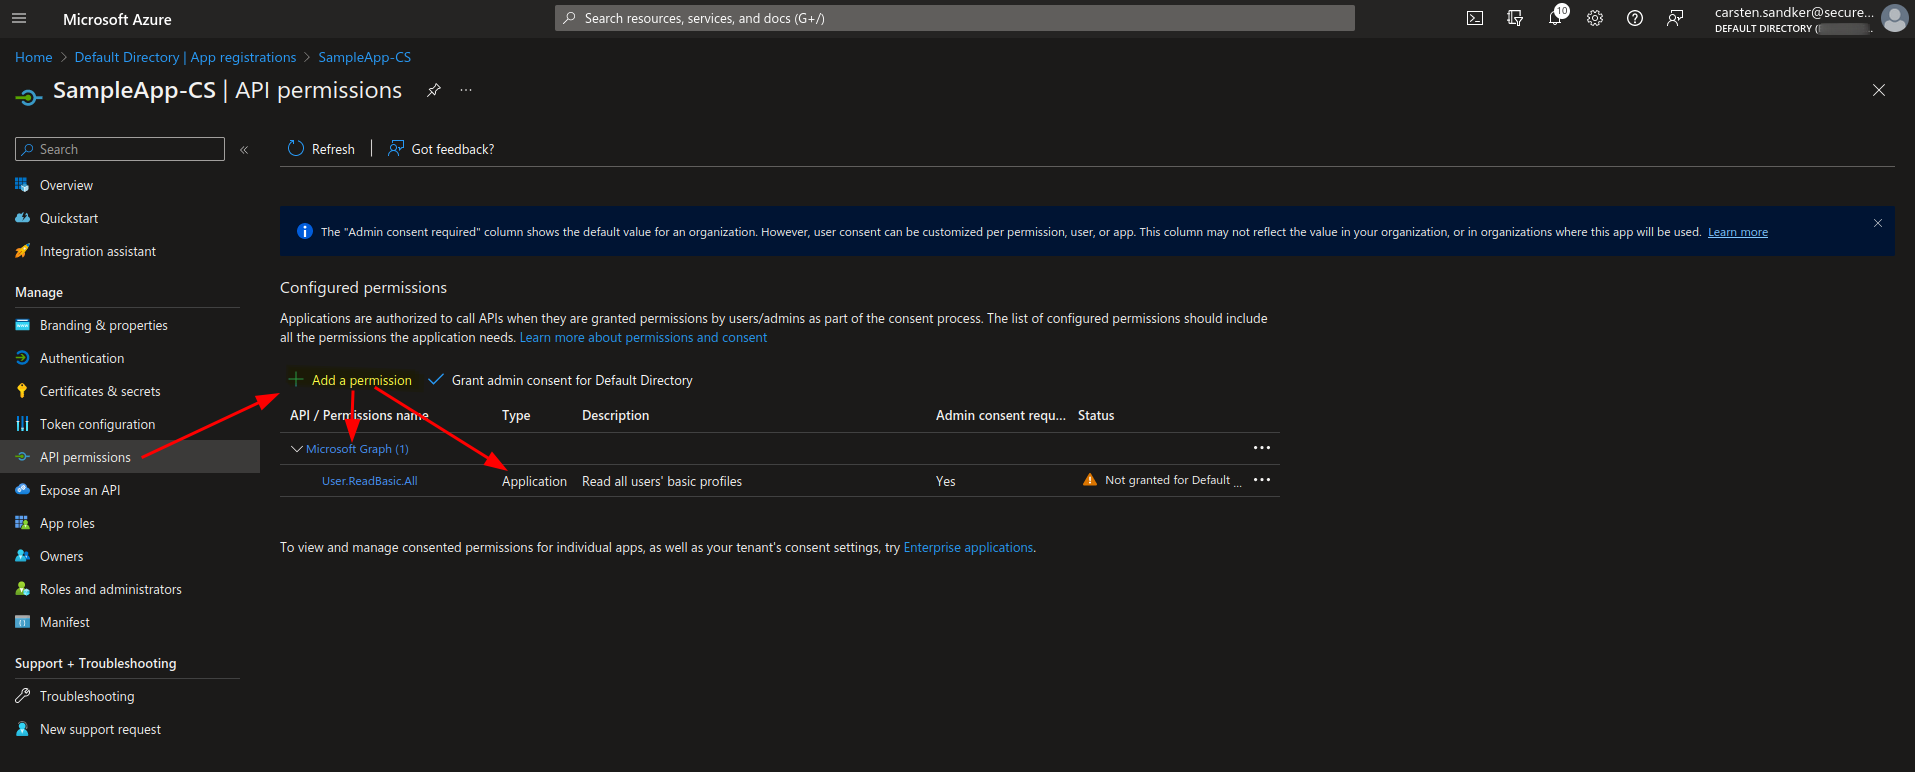 Microsoft Azure
Search resources, services, and docs (G+/)
10
carsten.sandker@secure...
DEFAULT DIRECTORY (
Home > Default Directory | App registrations > SampleApp-CS
SampleApp-CS | API permissions
Search
Refresh
Got feedback?
Overview
Quickstart
Integration assistant
Manage
Branding & properties
Authentication
Certificates & secrets
Token configuration
API permissions
Expose an API
App roles
Owners
Roles and administrators
Manifest
Support + Troubleshooting
Troubleshooting
New support request
The "Admin consent required" column shows the default value for an organization. However, user consent can be customized per permission, user, or app. This column may not reflect the value in your organization, or in organizations where this app will be used. Learn more
Configured permissions
Applications are authorized to call APIs when they are granted permissions by users/admins as part of the consent process. The list of configured permissions should include
all the permissions the application needs. Learn more about permissions and consent
Add a permission
Grant admin consent for Default Directory
API / Permissions name Type Description Admin consent requ... Status
Microsoft Graph (1)
User.ReadBasic.All Application Read all users' basic profiles Yes Not granted for Default ...
To view and manage consented permissions for individual apps, as well as your tenant's consent settings, try Enterprise applications.